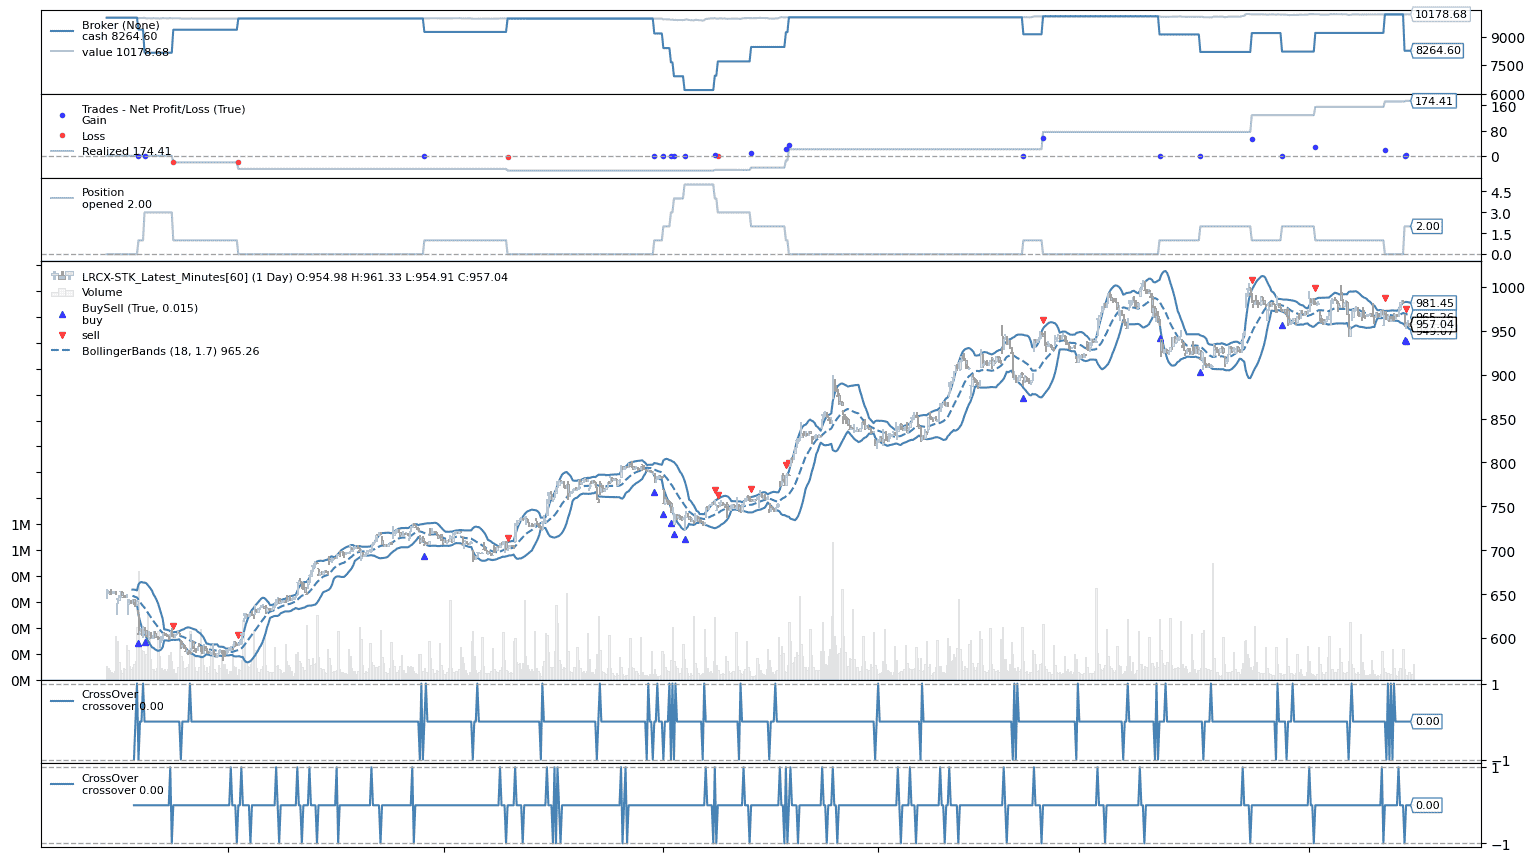 Broker (None)
cash 8264.60
value 10178.68
10178.68
9000
8264.60
7500
6000
Trades - Net Profit/Loss (True)
Gain
Loss
Realized 174.41
174.41
160
80
0
Position
opened 2.00
4.5
3.0
2.00
1.5
0.0
LRCX-STK_Latest_Minutes[60] (1 Day) O:954.98 H:961.33 L:954.91 C:957.04
Volume
BuySell (True, 0.015)
buy
sell
BollingerBands (18, 1.7) 965.26
1000
981.45
957.04
950
900
850
800
750
700
650
600
1M
1M
0M
0M
0M
0M
0M
CrossOver
crossover 0.00
1
0.00
−1
CrossOver
crossover 0.00
1
0.00
−1